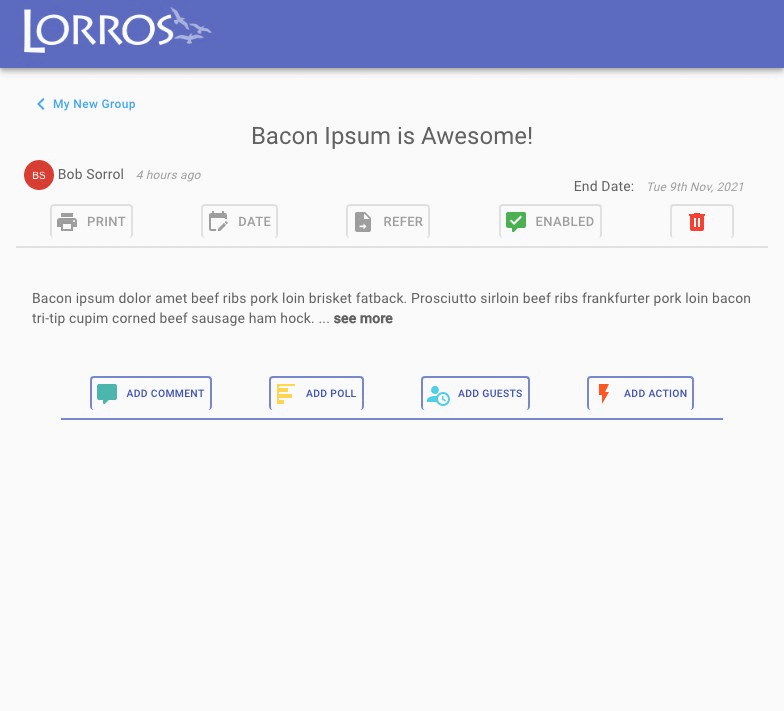 LORROS
My New Group
Bacon Ipsum is Awesome!
BS Bob Sorrol 4 hours ago
End Date: Tue 9th Nov, 2021
PRINT DATE REFER ENABLED
Bacon ipsum dolor amet beef ribs pork loin brisket fatback. Prosciutto sirloin beef ribs frankfurter pork loin bacon
tri-tip cupim corned beef sausage ham hock. ... see more
ADD COMMENT ADD POLL ADD GUESTS ADD ACTION